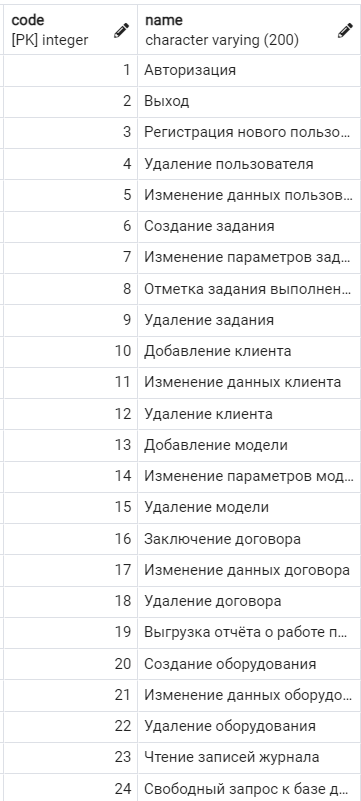 code name
[PK] integer character varying (200)
1 Авторизация
2 Выход
3 Регистрация нового пользо...
4 Удаление пользователя
5 Изменение данных пользов...
6 Создание задания
7 Изменение параметров зад...
8 Отметка задания выполнен...
9 Удаление задания
10 Добавление клиента
11 Изменение данных клиента
12 Удаление клиента
13 Добавление модели
14 Изменение параметров мод...
15 Удаление модели
16 Заключение договора
17 Изменение данных договора
18 Удаление договора
19 Выгрузка отчёта о работе п...
20 Создание оборудования
21 Изменение данных оборудо...
22 Удаление оборудования
23 Чтение записей журнала
24 Свободный запрос к базе д...